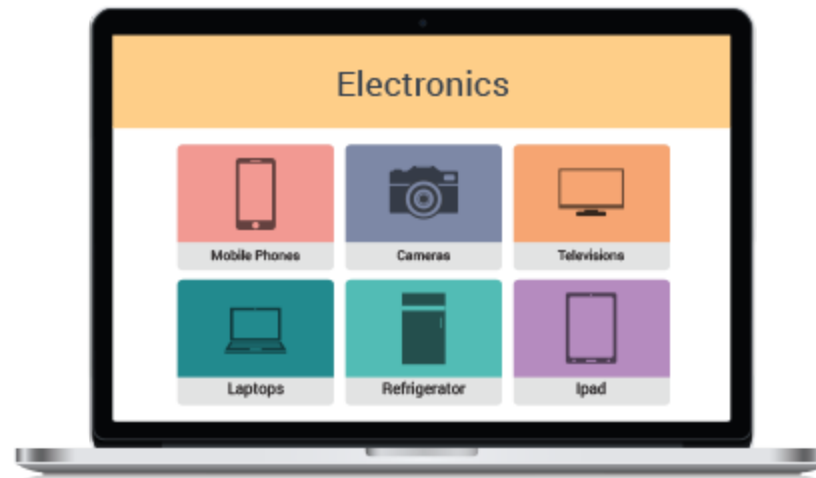 Electronics
Mobile Phones
Cameras
Televisions
Laptops
Refrigerator
Ipad